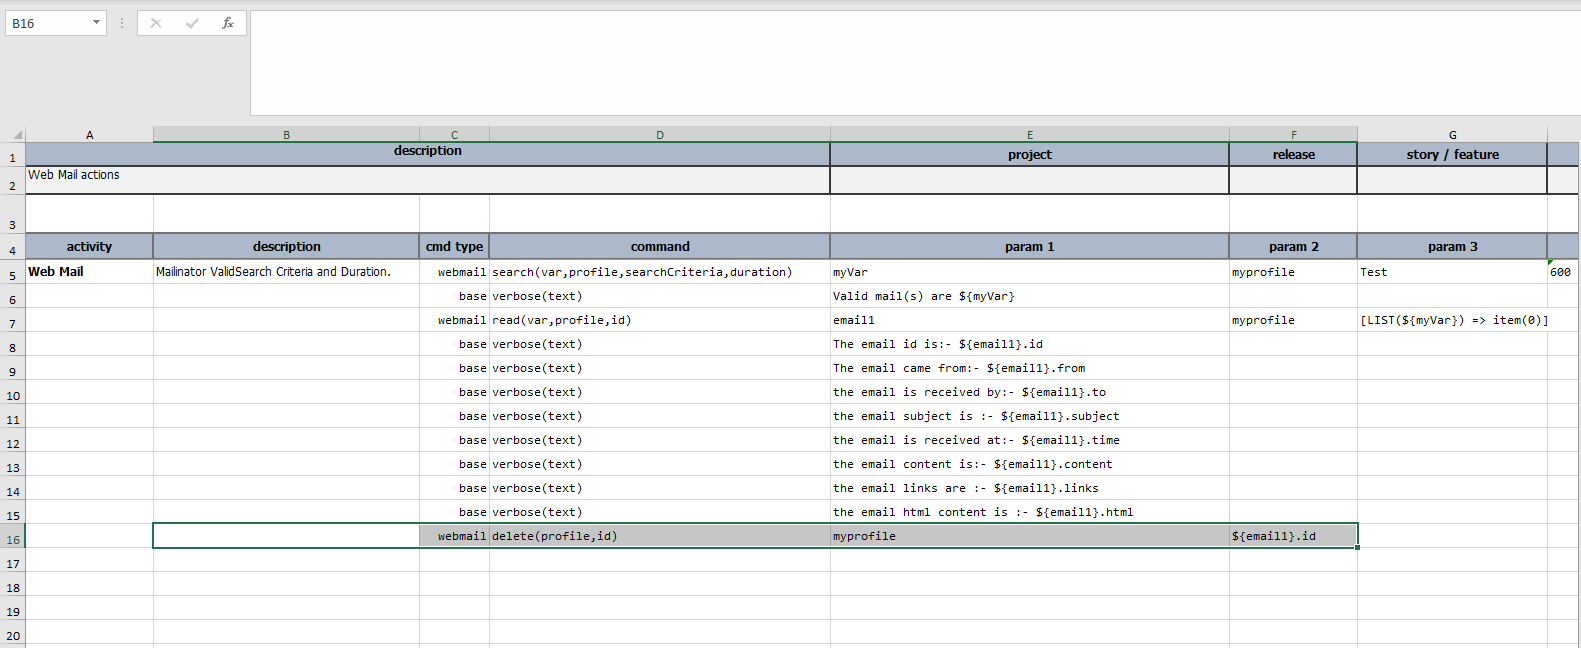 B16 fx
A B C D E F G
1 description project release story / feature
2 Web Mail actions
3
4 activity description cmd type command param 1 param 2 param 3
5 Web Mail Mailinator ValidSearch Criteria and Duration. webmail search(var,profile,searchCriteria,duration) myVar myprofile Test 600
6 base verbose(text) Valid mail(s) are ${myVar}
7 webmail read(var,profile,id) email1 myprofile [LIST(${myVar}) => item(0)]
8 base verbose(text) The email id is:- ${email1}.id
9 base verbose(text) The email came from:- ${email1}.from
10 base verbose(text) the email is received by:- ${email1}.to
11 base verbose(text) the email subject is :- ${email1}.subject
12 base verbose(text) the email is received at:- ${email1}.time
13 base verbose(text) the email content is:- ${email1}.content
14 base verbose(text) the email links are :- ${email1}.links
15 base verbose(text) the email html content is :- ${email1}.html
16 webmail delete(profile,id) myprofile ${email1}.id
17
18
19
20